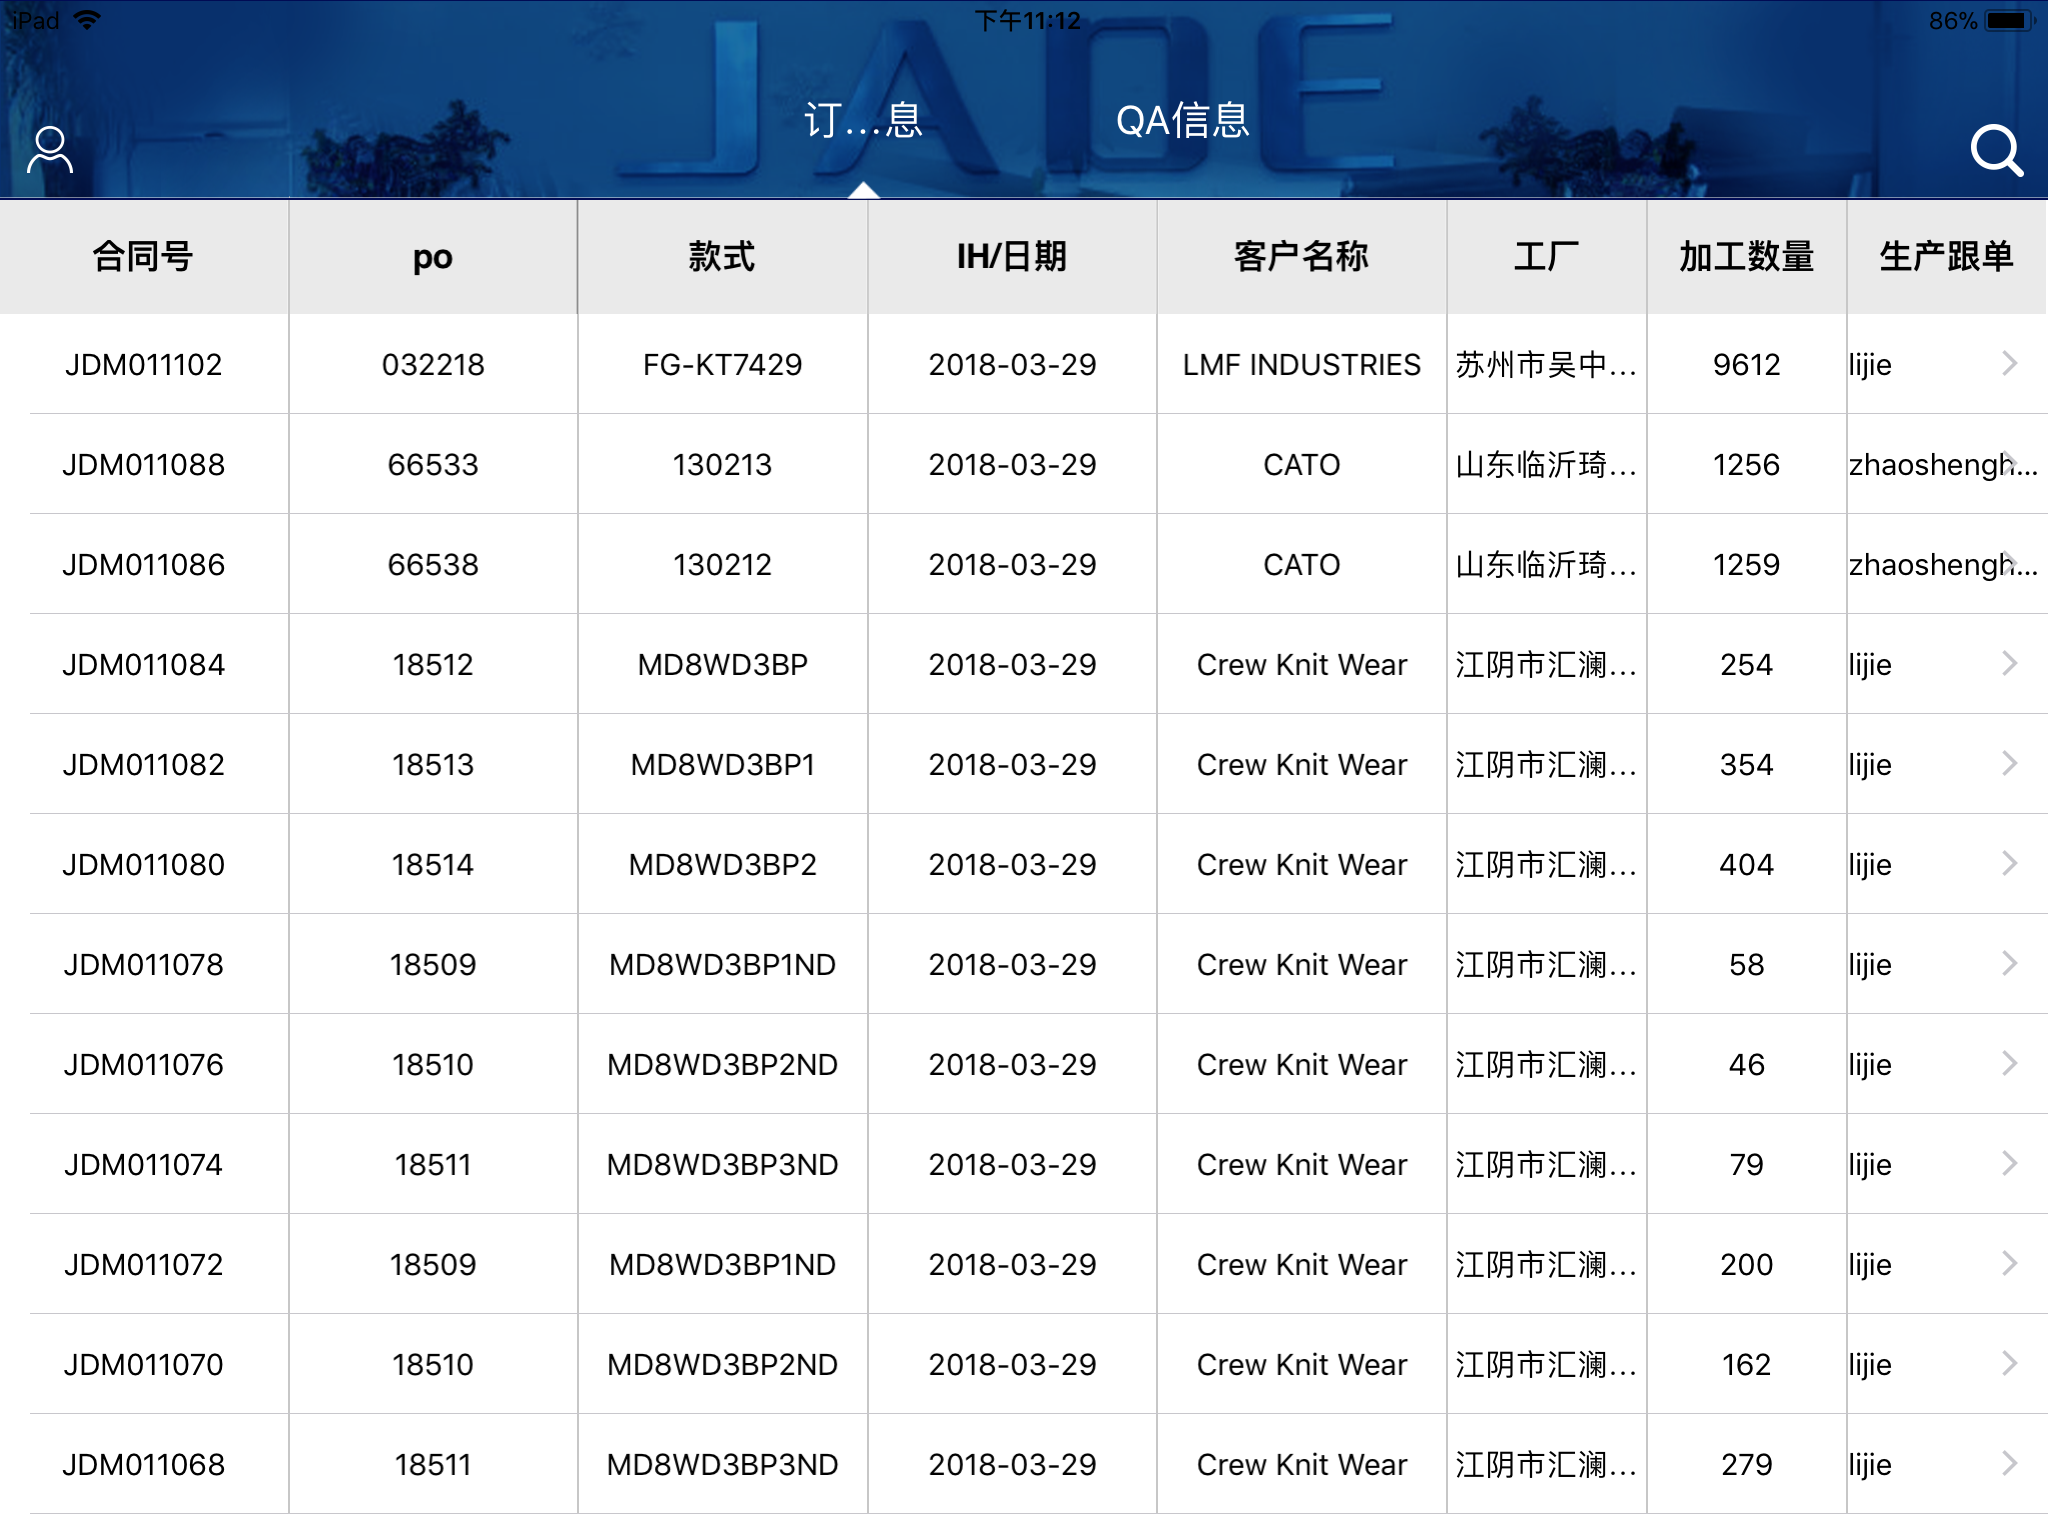 iPad 下午11:12 86%
JADE
订...息 QA信息
合同号 po 款式 IH/日期 客户名称 工厂 加工数量 生产跟单
JDM011102 032218 FG-KT7429 2018-03-29 LMF INDUSTRIES 苏州市吴中... 9612 lijie
JDM011088 66533 130213 2018-03-29 CATO 山东临沂琦... 1256 zhaoshengh...
JDM011086 66538 130212 2018-03-29 CATO 山东临沂琦... 1259 zhaoshengh...
JDM011084 18512 MD8WD3BP 2018-03-29 Crew Knit Wear 江阴市汇澜... 254 lijie
JDM011082 18513 MD8WD3BP1 2018-03-29 Crew Knit Wear 江阴市汇澜... 354 lijie
JDM011080 18514 MD8WD3BP2 2018-03-29 Crew Knit Wear 江阴市汇澜... 404 lijie
JDM011078 18509 MD8WD3BP1ND 2018-03-29 Crew Knit Wear 江阴市汇澜... 58 lijie
JDM011076 18510 MD8WD3BP2ND 2018-03-29 Crew Knit Wear 江阴市汇澜... 46 lijie
JDM011074 18511 MD8WD3BP3ND 2018-03-29 Crew Knit Wear 江阴市汇澜... 79 lijie
JDM011072 18509 MD8WD3BP1ND 2018-03-29 Crew Knit Wear 江阴市汇澜... 200 lijie
JDM011070 18510 MD8WD3BP2ND 2018-03-29 Crew Knit Wear 江阴市汇澜... 162 lijie
JDM011068 18511 MD8WD3BP3ND 2018-03-29 Crew Knit Wear 江阴市汇澜... 279 lijie